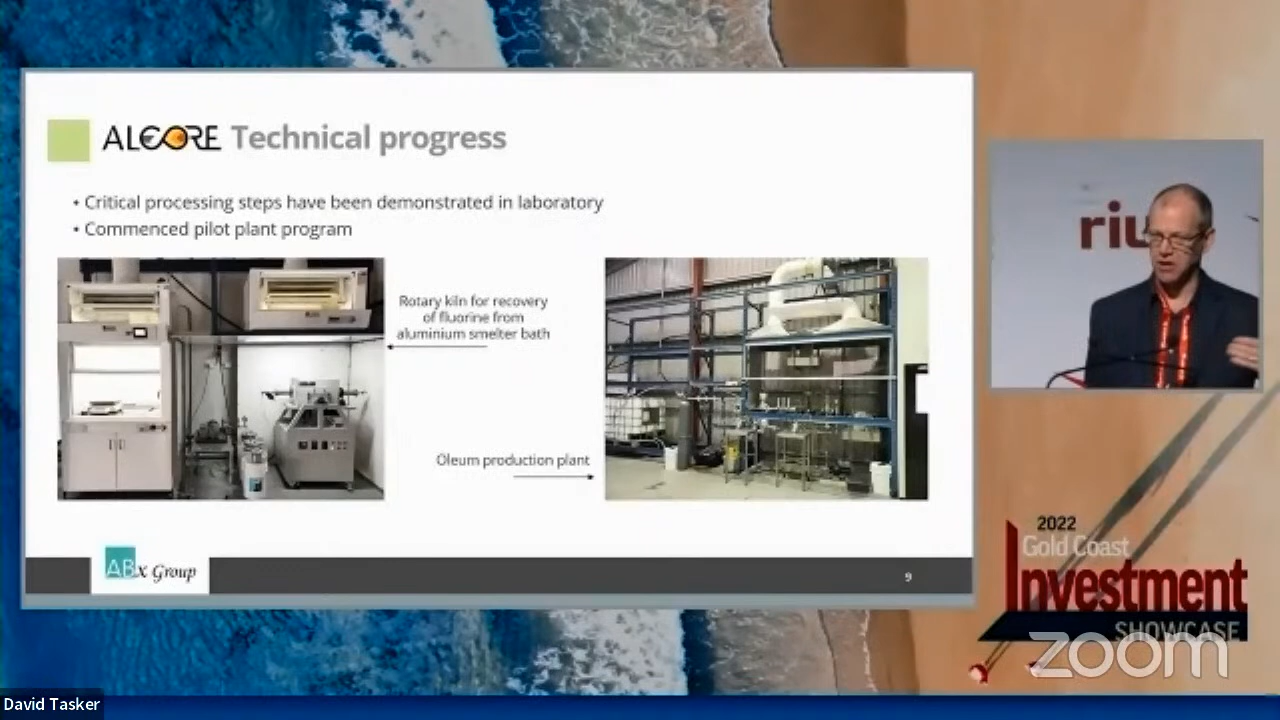 ALCORE Technical progress
• Critical processing steps have been demonstrated in laboratory
• Commenced pilot plant program
Rotary kiln for recovery
of fluorine from
aluminium smelter bath
Oleum production plant
ABx Group
9
riu
2022
Gold Coast
Investment
SHOWCASE
zoom
David Tasker